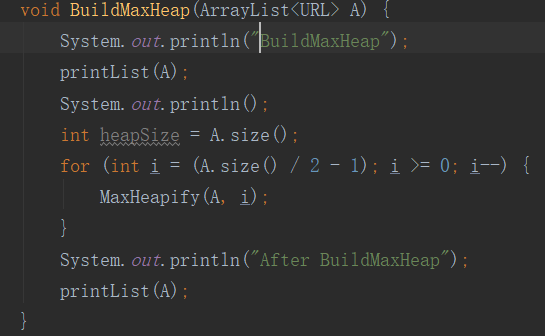 void BuildMaxHeap(ArrayList<URL> A) {
    System.out.println("BuildMaxHeap");
    printList(A);
    System.out.println();
    int heapSize = A.size();
    for (int i = (A.size() / 2 - 1); i >= 0; i--) {
        MaxHeapify(A, i);
    }
    System.out.println("After BuildMaxHeap");
    printList(A);
}